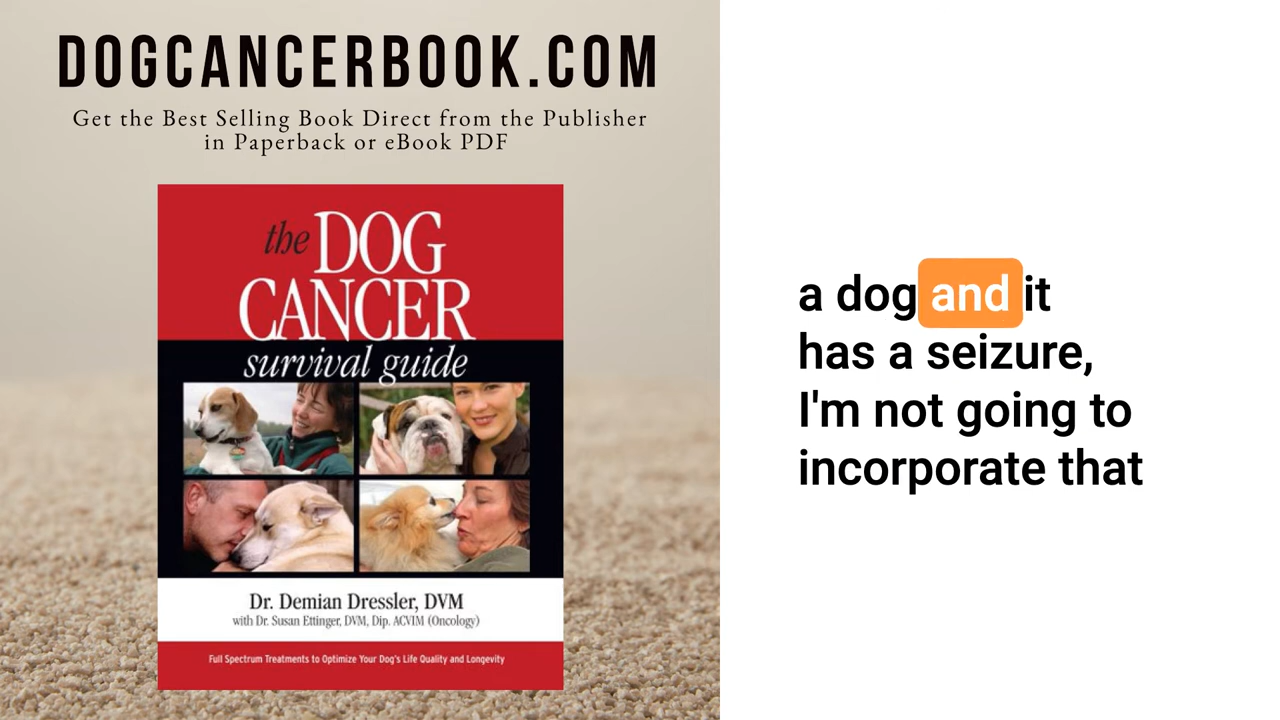 DOGCANCERBOOK.COM
Get the Best Selling Book Direct from the Publisher
in Paperback or eBook PDF
the DOG
CANCER
survival guide
Dr. Demian Dressler, DVM
with Dr. Susan Ettinger, DVM, Dip. ACVIM (Oncology)
Full Spectrum Treatments to Optimize Your Dog's Life Quality and Longevity
a dog and it
has a seizure,
I'm not going to
incorporate that